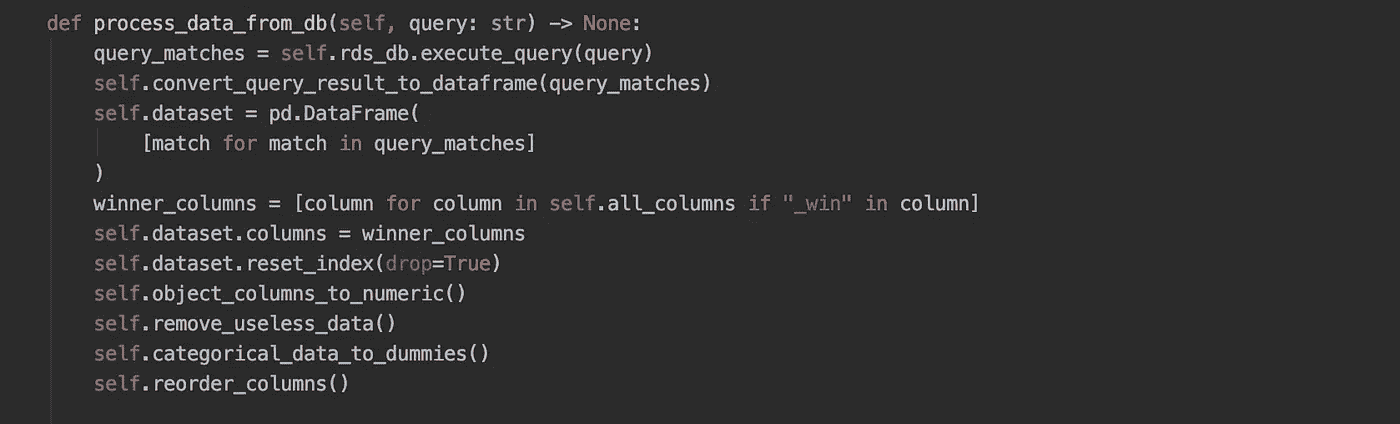 def process_data_from_db(self, query: str) -> None:
    query_matches = self.rds_db.execute_query(query)
    self.convert_query_result_to_dataframe(query_matches)
    self.dataset = pd.DataFrame(
        [match for match in query_matches]
    )
    winner_columns = [column for column in self.all_columns if "_win" in column]
    self.dataset.columns = winner_columns
    self.dataset.reset_index(drop=True)
    self.object_columns_to_numeric()
    self.remove_useless_data()
    self.categorical_data_to_dummies()
    self.reorder_columns()